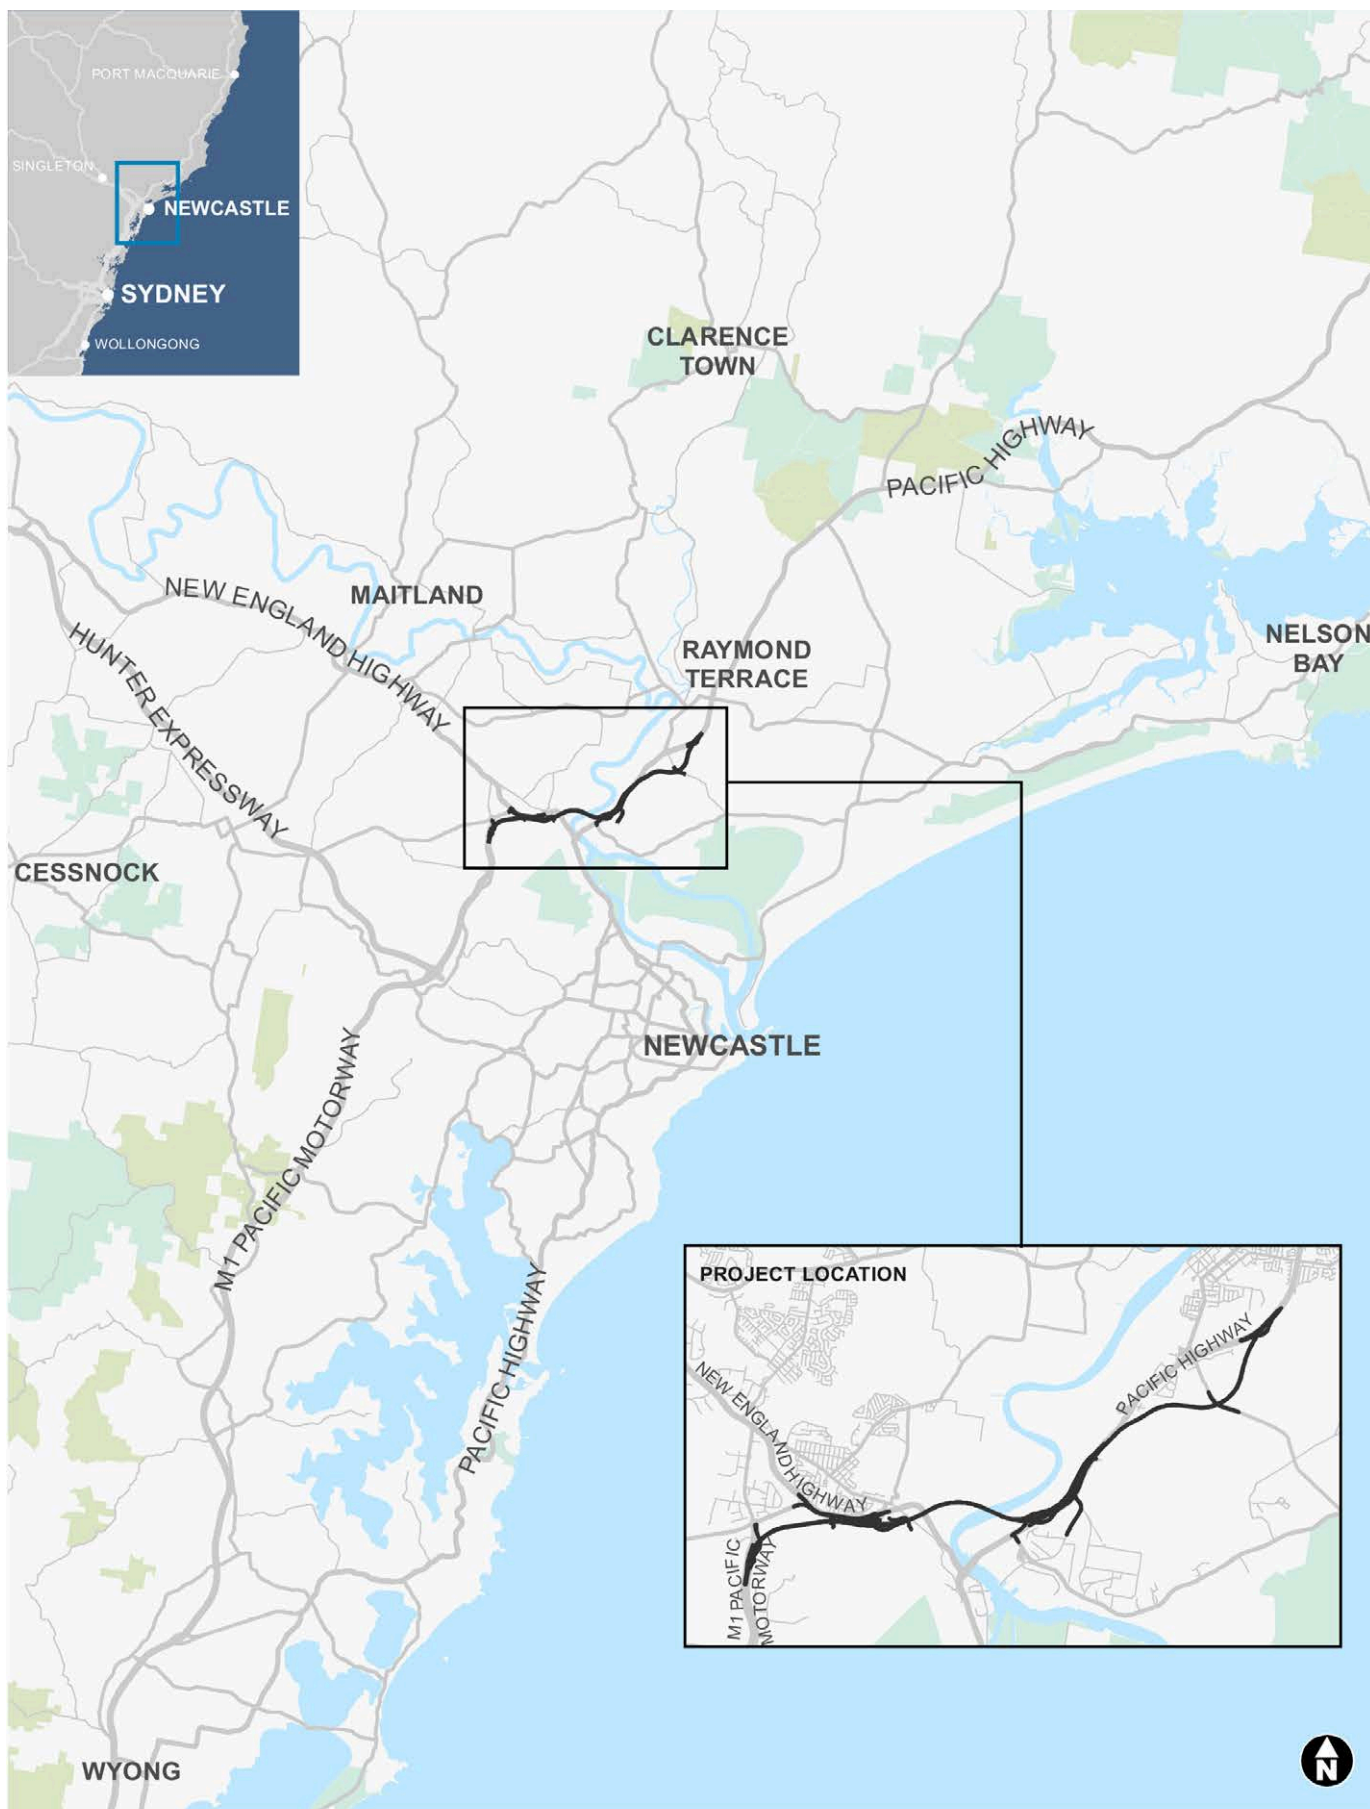 PORT MACQUARIE
SINGLETON
NEWCASTLE
SYDNEY
WOLLONGONG
CLARENCE
TOWN
PACIFIC HIGHWAY
NEW ENGLAND HIGHWAY
MAITLAND
HUNTER EXPRESSWAY
RAYMOND
TERRACE
NELSON
BAY
CESSNOCK
NEWCASTLE
M1 PACIFIC MOTORWAY
PACIFIC HIGHWAY
PROJECT LOCATION
PACIFIC HIGHWAY
NEW ENGLAND HIGHWAY
M1 PACIFIC
MOTORWAY
WYONG
N